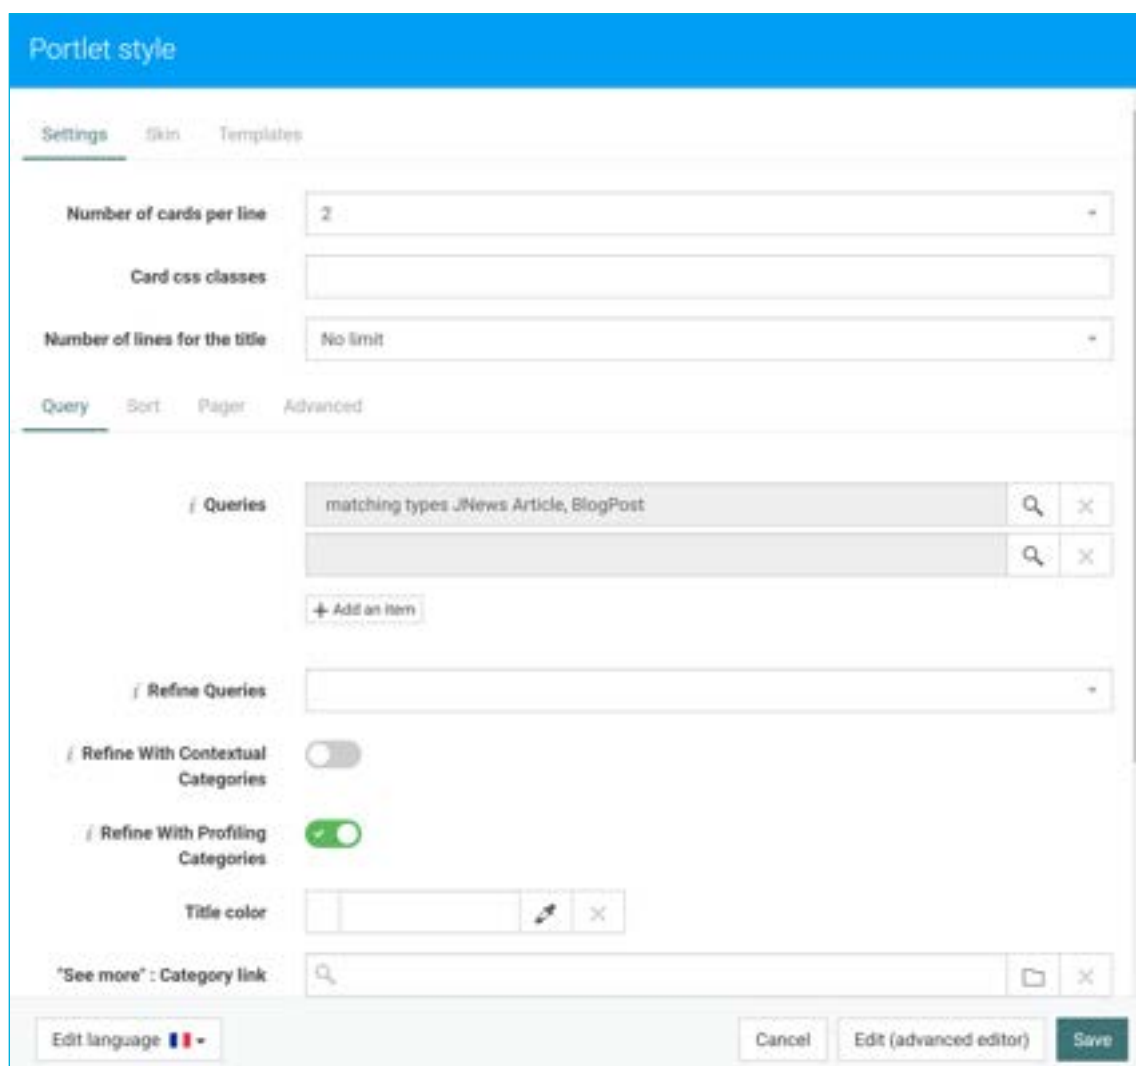 Portlet style
Settings Skin Templates
Number of cards per line 2
Card css classes
Number of lines for the title No limit
Query Sort Pager Advanced
i Queries matching types JNews Article, BlogPost
+ Add an item
i Refine Queries
i Refine With Contextual
Categories
i Refine With Profiling
Categories
Title color
"See more" : Category link
Edit language Cancel Edit (advanced editor) Save